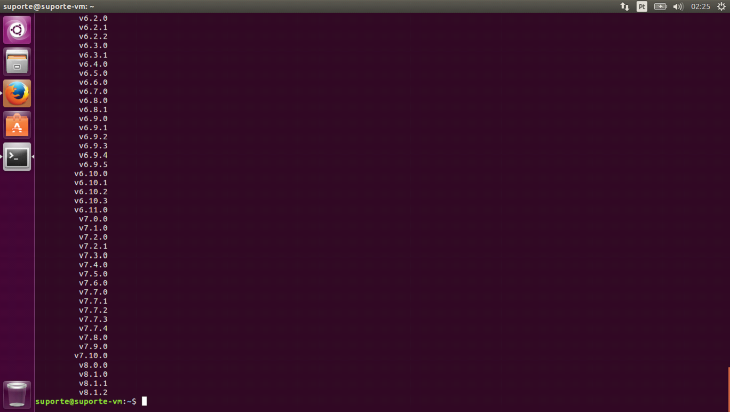 suporte@suporte-vm: ~
Pt
02:25
v6.2.0
v6.2.1
v6.2.2
v6.3.0
v6.3.1
v6.4.0
v6.5.0
v6.6.0
v6.7.0
v6.8.0
v6.8.1
v6.9.0
v6.9.1
v6.9.2
v6.9.3
v6.9.4
v6.9.5
v6.10.0
v6.10.1
v6.10.2
v6.10.3
v6.11.0
v7.0.0
v7.1.0
v7.2.0
v7.2.1
v7.3.0
v7.4.0
v7.5.0
v7.6.0
v7.7.0
v7.7.1
v7.7.2
v7.7.3
v7.7.4
v7.8.0
v7.9.0
v7.10.0
v8.0.0
v8.1.0
v8.1.1
v8.1.2
suporte@suporte-vm:~$